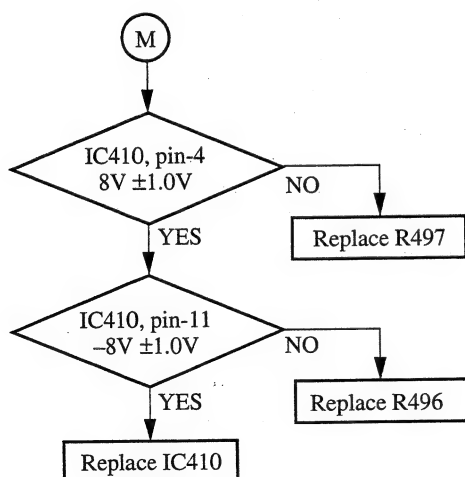 M
IC410, pin-4
8V ±1.0V
NO
YES
Replace R497
IC410, pin-11
–8V ±1.0V
NO
YES
Replace R496
Replace IC410